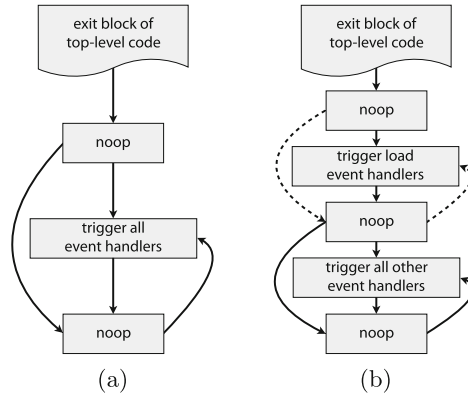 exit block of
top-level code
noop
trigger all
event handlers
noop
(a)
exit block of
top-level code
noop
trigger load
event handlers
noop
trigger all other
event handlers
noop
(b)